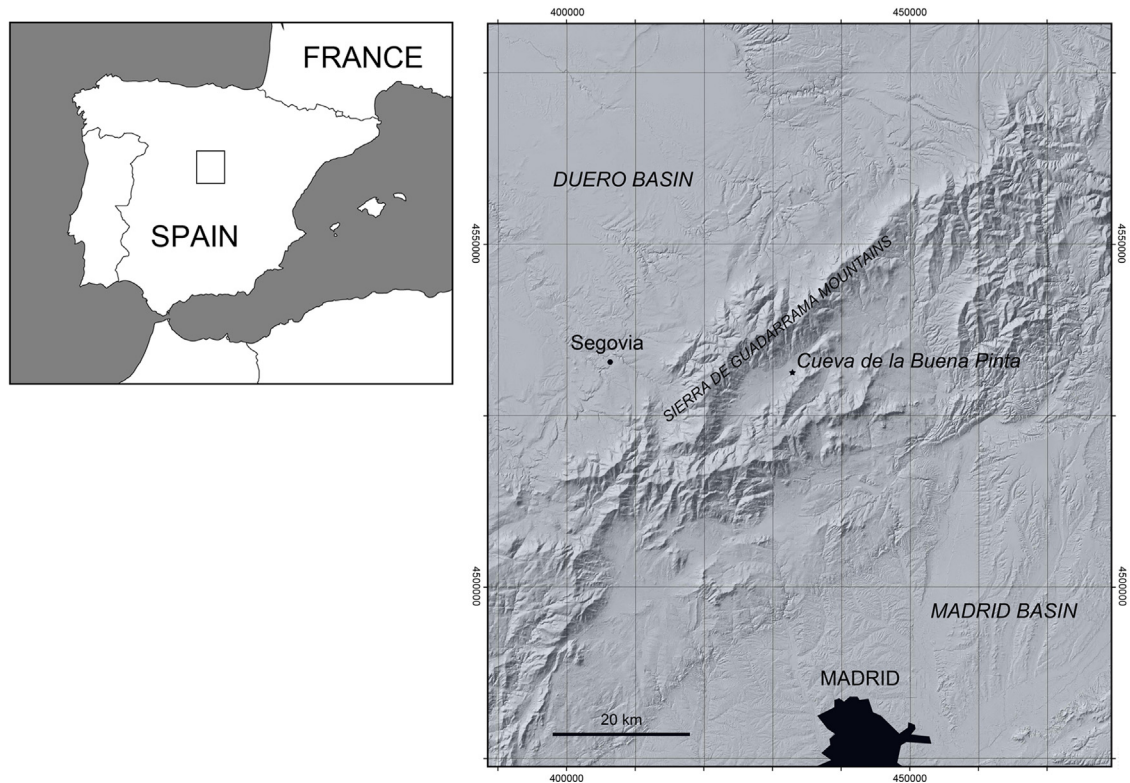 FRANCE
SPAIN
400000
450000
DUERO BASIN
4550000
4550000
SIERRA DE GUADARRAMA MOUNTAINS
Segovia
Cueva de la Buena Pinta
4500000
4500000
MADRID BASIN
MADRID
20 km
400000
450000